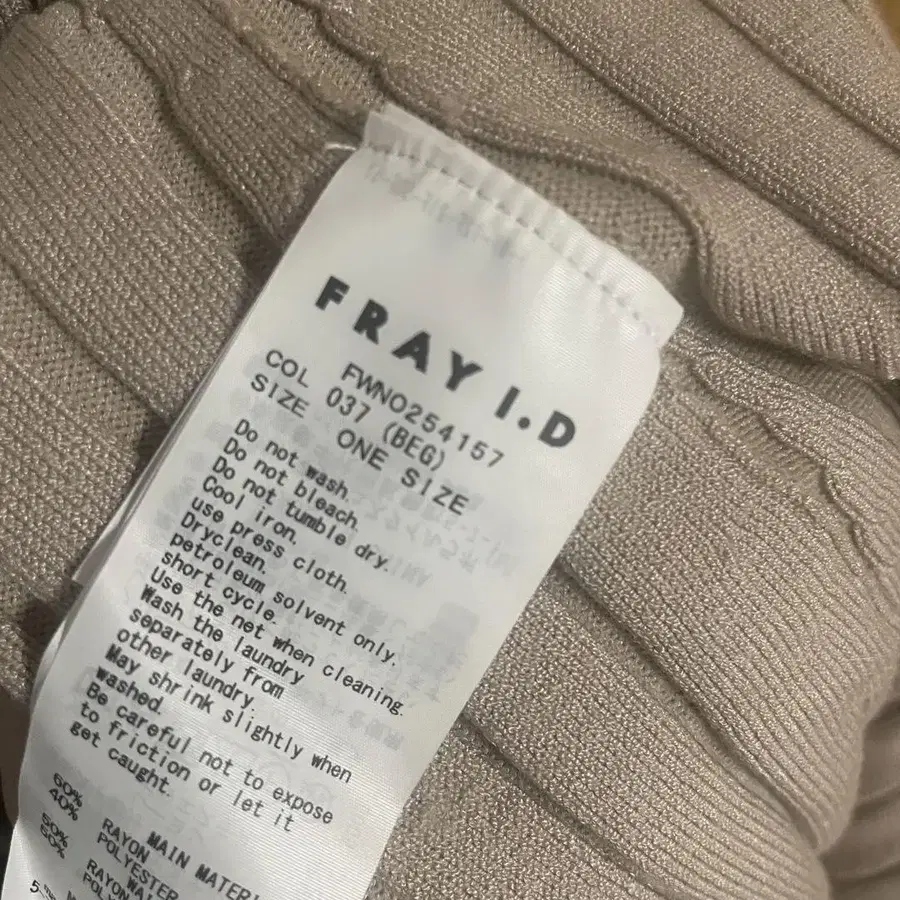 FRAY I.D
FWNO254157
COL 037 (BEG)
SIZE ONE SIZE
Do not wash.
Do not bleach.
Do not tumble dry.
Cool iron.
use press cloth.
Dryclean.
petroleum solvent only.
short cycle.
Use the net when cleaning.
Wash the laundry
separately from
other laundry.
May shrink slightly when
washed.
Be careful not to expose
to friction or let it
get caught.
MAIN MATERI
60% RAYON
40% POLYESTER
WA
50% RAYON
50% POL